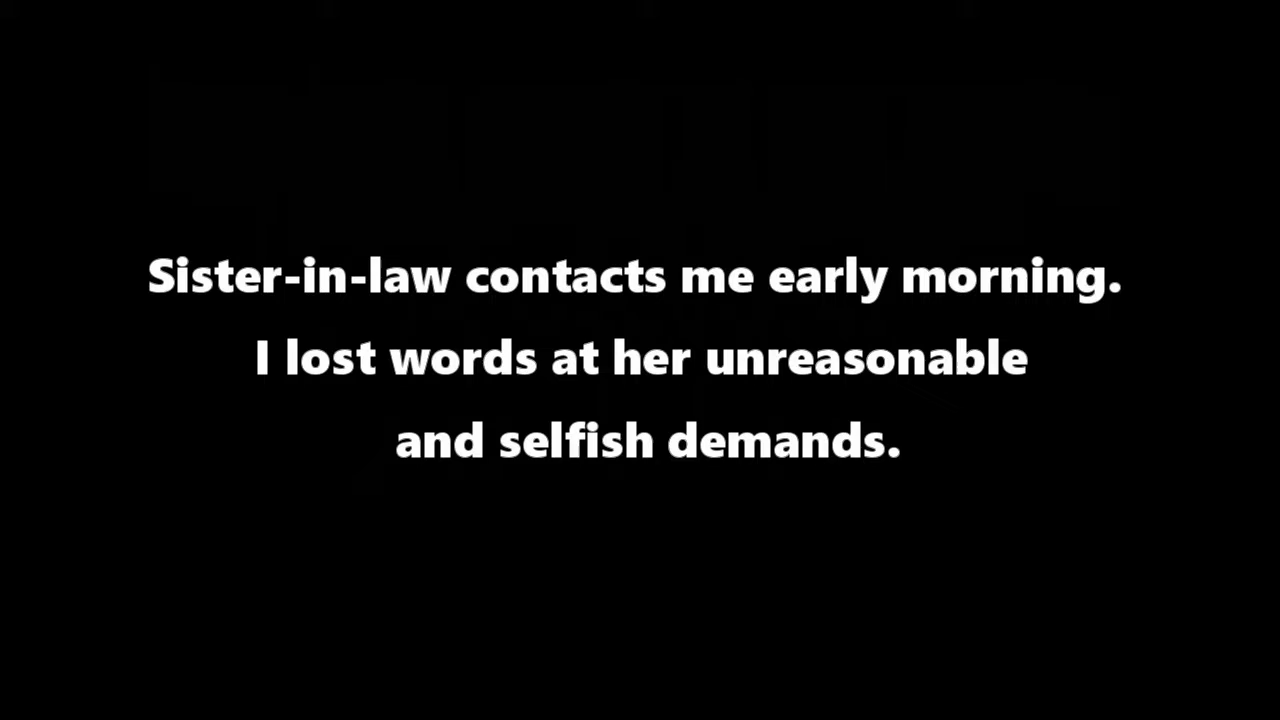 Sister-in-law contacts me early morning.
I lost words at her unreasonable
and selfish demands.